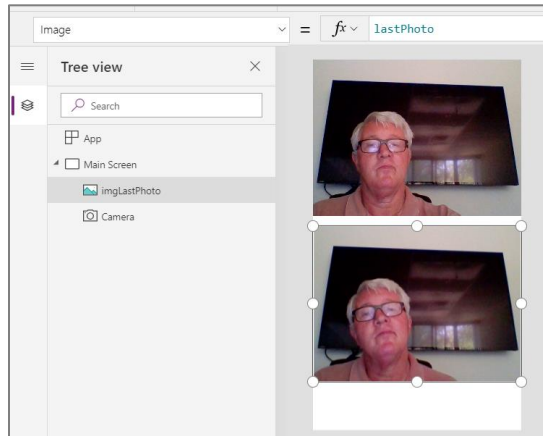 Image = fx lastPhoto
Tree view
Search
App
Main Screen
imgLastPhoto
Camera